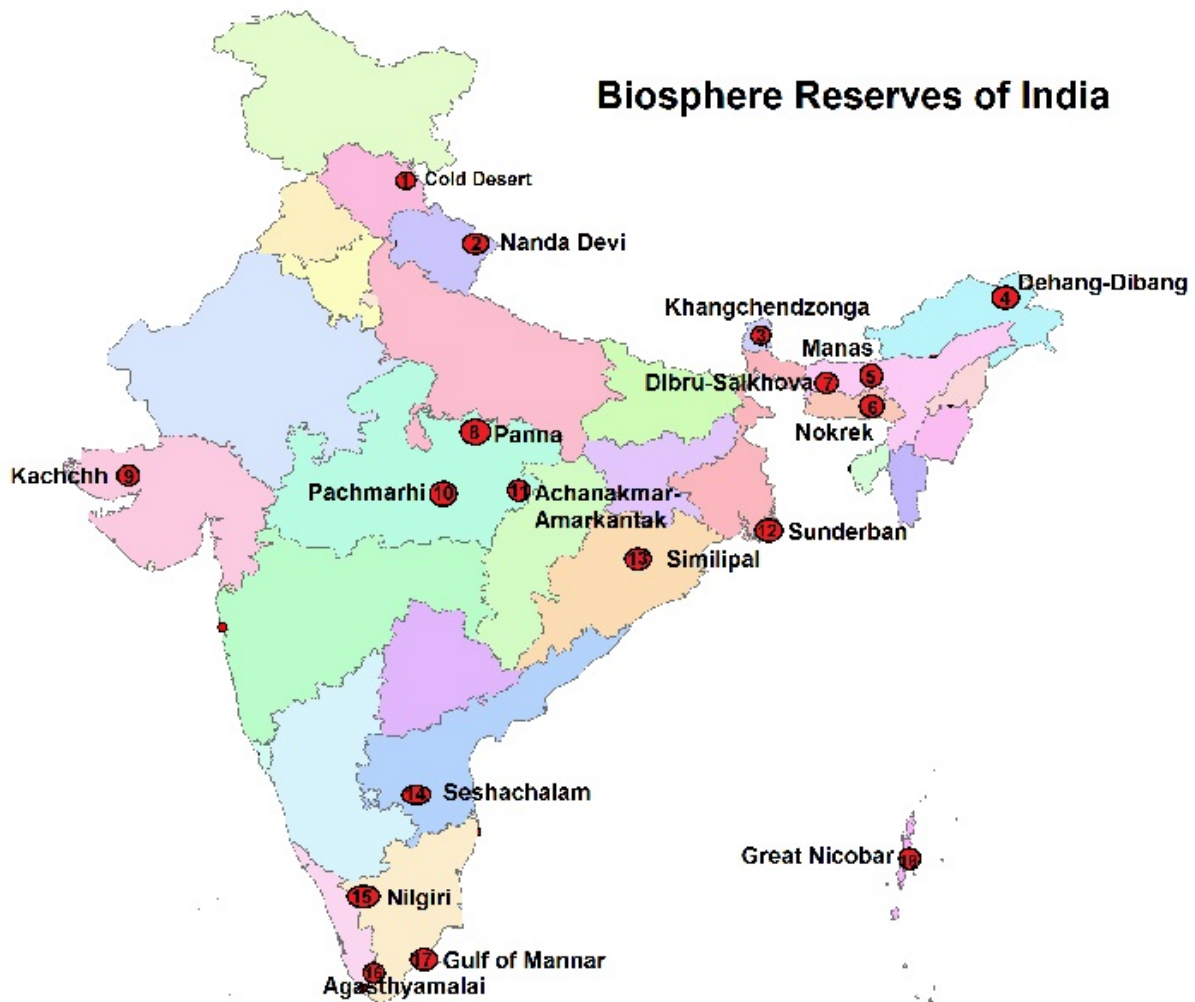 Biosphere Reserves of India
1 Cold Desert
2 Nanda Devi
4 Dehang-Dibang
Khangchendzonga
3
Manas
5
Dibru-Saikhova 7
6
Nokrek
8 Panna
Kachchh 9
Pachmarhi 10
11 Achanakmar-
Amarkantak
12 Sunderban
13 Similipal
14 Seshachalam
Great Nicobar 18
15 Nilgiri
17 Gulf of Mannar
16
Agasthyamalai